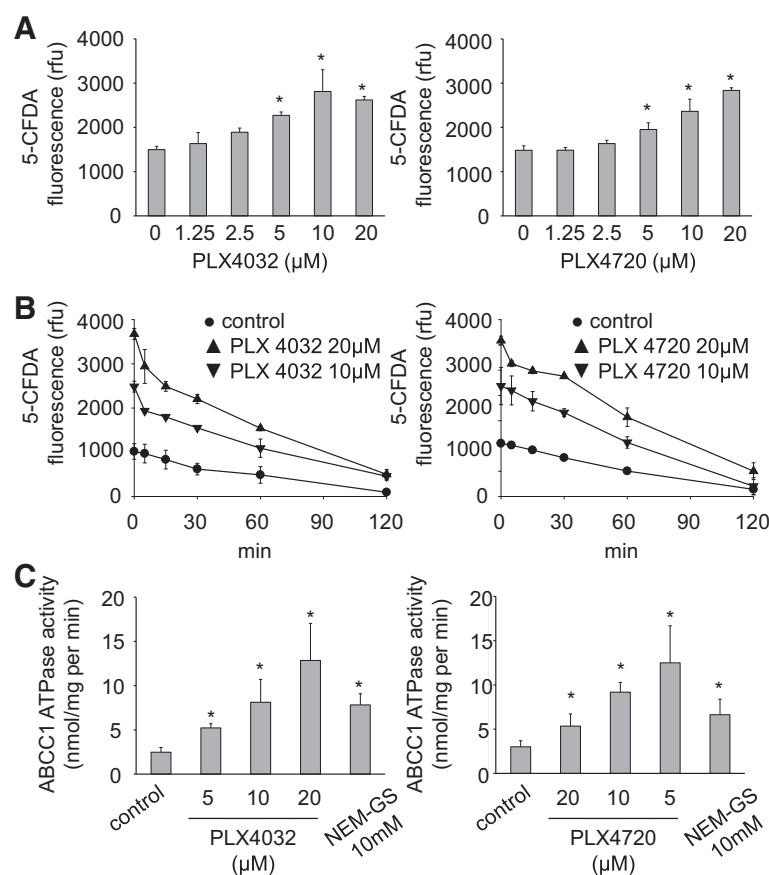 A
5-CFDA
fluorescence (rfu)
4000
3000
2000
1000
0
* * *
0 1.25 2.5 5 10 20
PLX4032 (µM)
5-CFDA
fluorescence (rfu)
4000
3000
2000
1000
0
* * *
0 1.25 2.5 5 10 20
PLX4720 (µM)
B
5-CFDA
fluorescence (rfu)
4000
3000
2000
1000
0
control
PLX 4032 20µM
PLX 4032 10µM
0 30 60 90 120
min
5-CFDA
fluorescence (rfu)
4000
3000
2000
1000
0
control
PLX 4720 20µM
PLX 4720 10µM
0 30 60 90 120
min
C
ABCC1 ATPase activity
(nmol/mg per min)
20
15
10
5
0
* * * *
control 5 10 20 NEM-GS
10mM
PLX4032
(µM)
ABCC1 ATPase activity
(nmol/mg per min)
20
15
10
5
0
* * * *
control 20 10 5 NEM-GS
10mM
PLX4720
(µM)